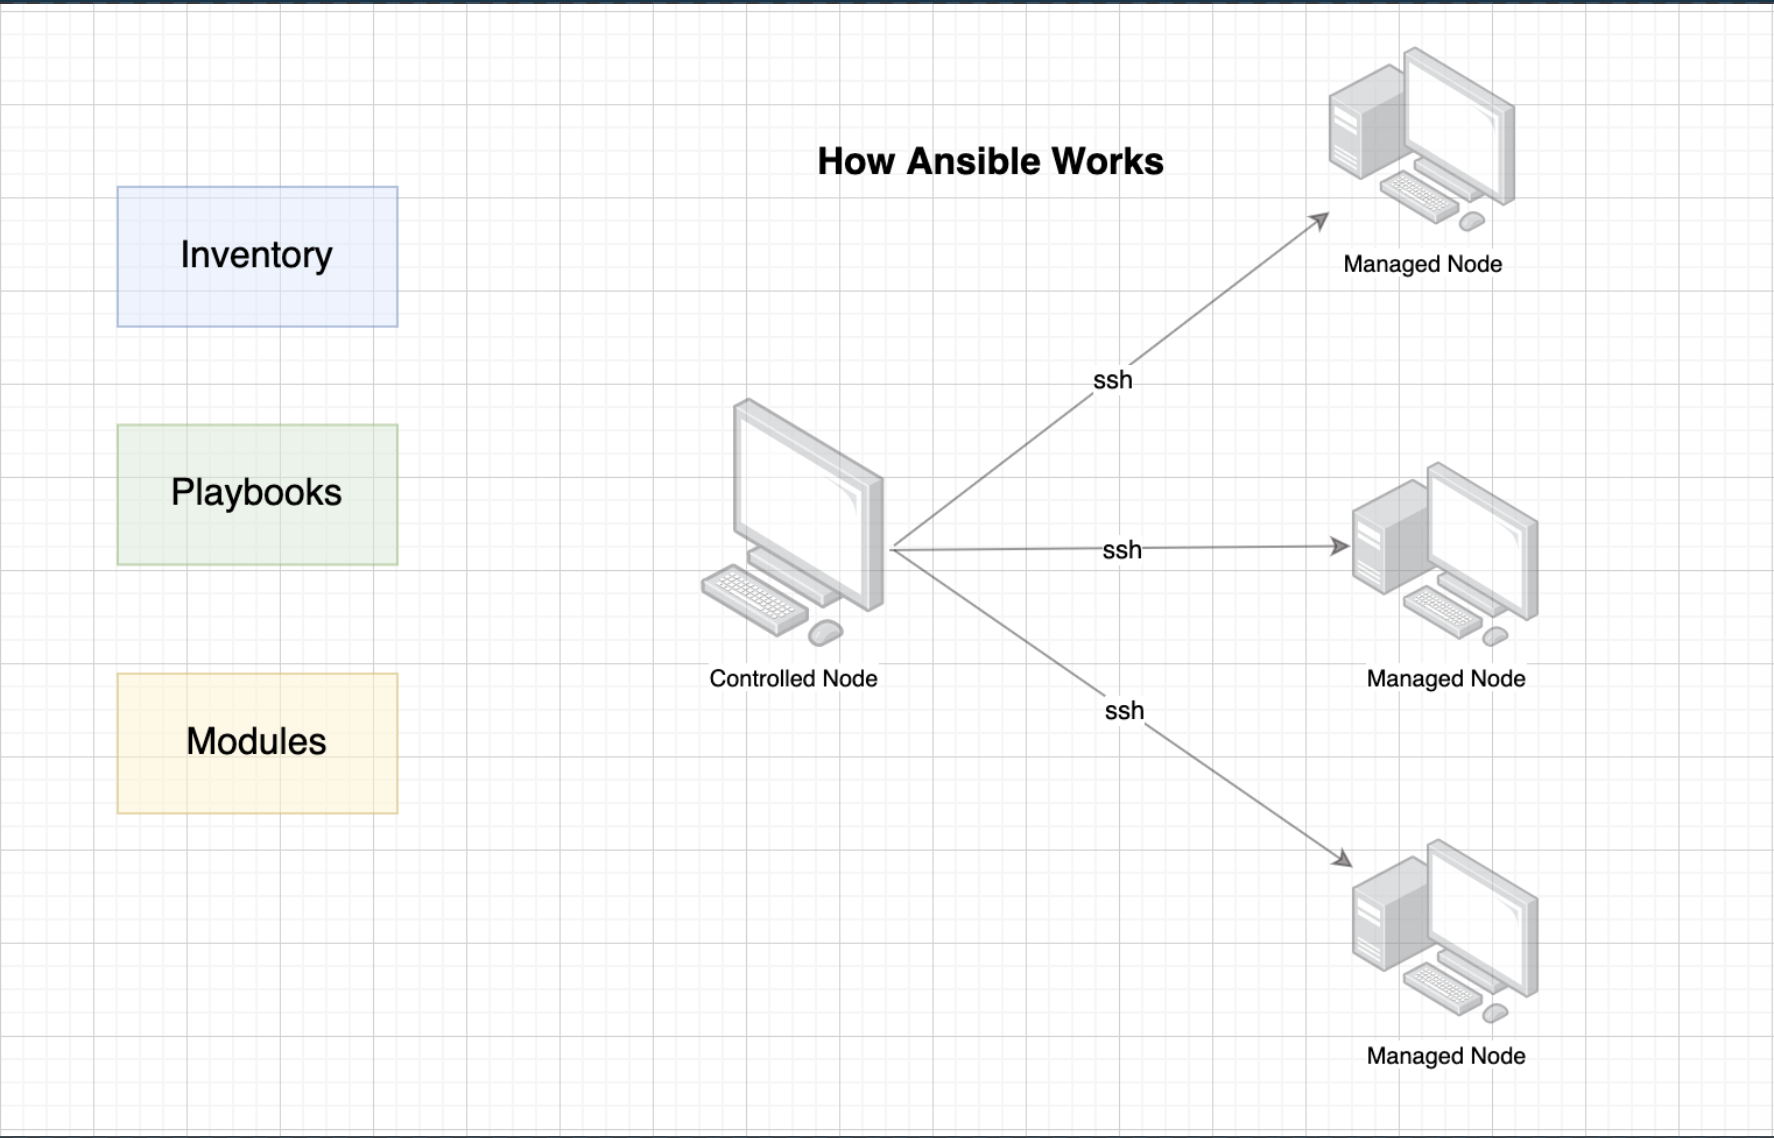 How Ansible Works
Inventory
Playbooks
Modules
Controlled Node
ssh
ssh
ssh
Managed Node
Managed Node
Managed Node